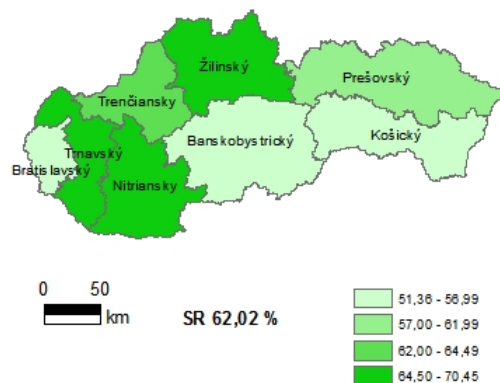 Žilinský
Prešovský
Trenčiansky
Banskobystrický
Košický
Trnavský
Bratislavský
Nitriansky
0 50
km
SR 62,02 %
51,36 - 56,99
57,00 - 61,99
62,00 - 64,49
64,50 - 70,45